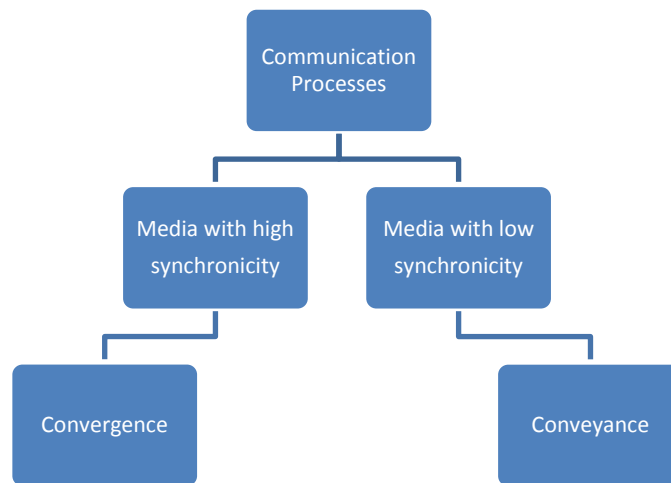 Communication
Processes
Media with high
synchronicity
Media with low
synchronicity
Convergence
Conveyance